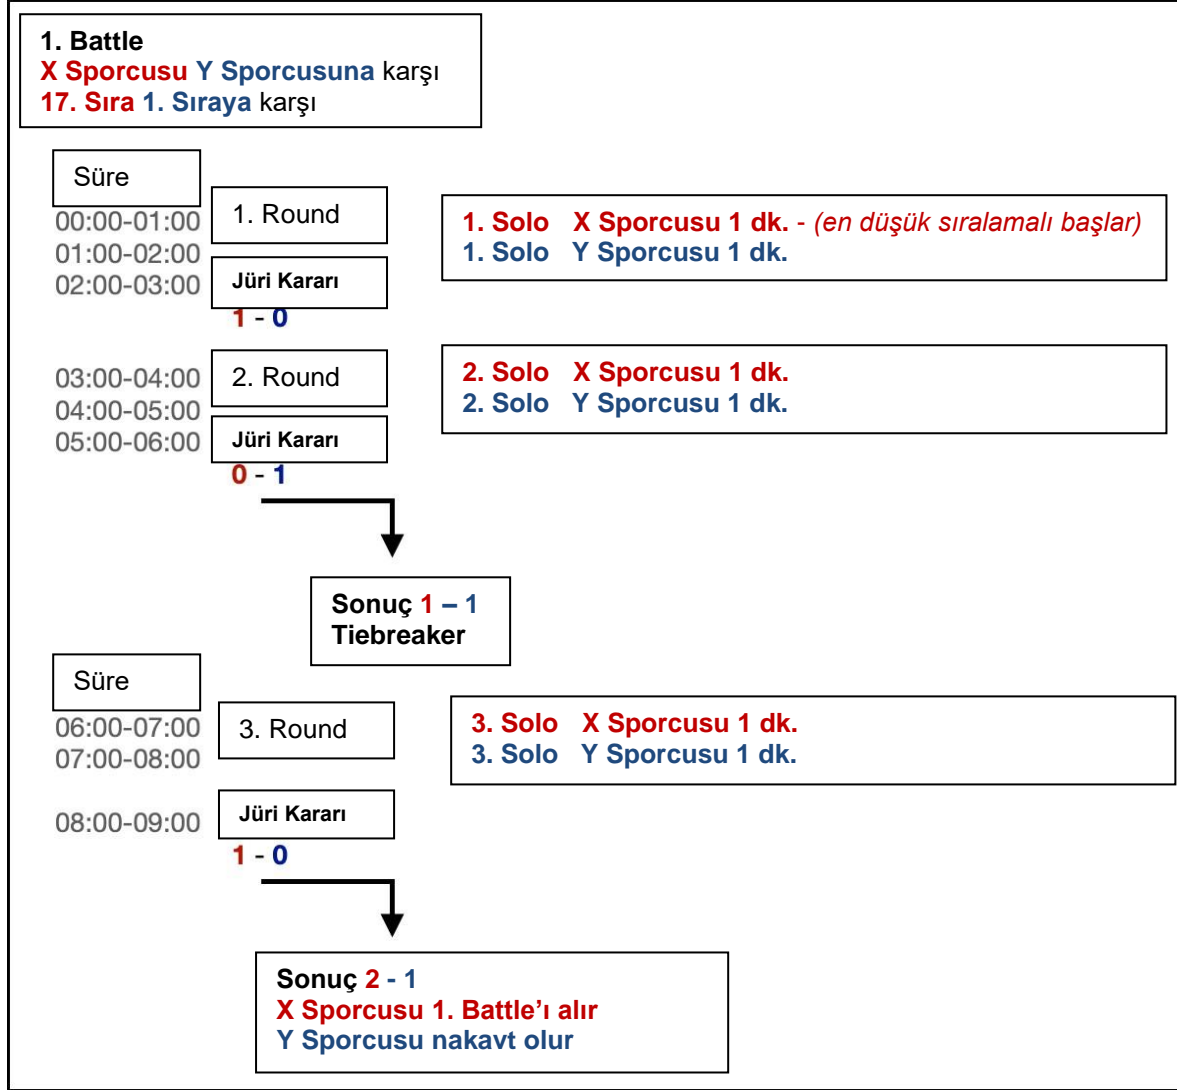 1. Battle
X Sporcusu Y Sporcusuna karşı
17. Sıra 1. Sıraya karşı
Süre
00:00-01:00
01:00-02:00
02:00-03:00
1. Round
1. Solo X Sporcusu 1 dk. - (en düşük sıralamalı başlar)
1. Solo Y Sporcusu 1 dk.
Jüri Kararı
1 - 0
03:00-04:00
04:00-05:00
05:00-06:00
2. Round
2. Solo X Sporcusu 1 dk.
2. Solo Y Sporcusu 1 dk.
Jüri Kararı
0 - 1
Sonuç 1 – 1
Tiebreaker
Süre
06:00-07:00
07:00-08:00
3. Round
3. Solo X Sporcusu 1 dk.
3. Solo Y Sporcusu 1 dk.
08:00-09:00
Jüri Kararı
1 - 0
Sonuç 2 - 1
X Sporcusu 1. Battle’ı alır
Y Sporcusu nakavt olur